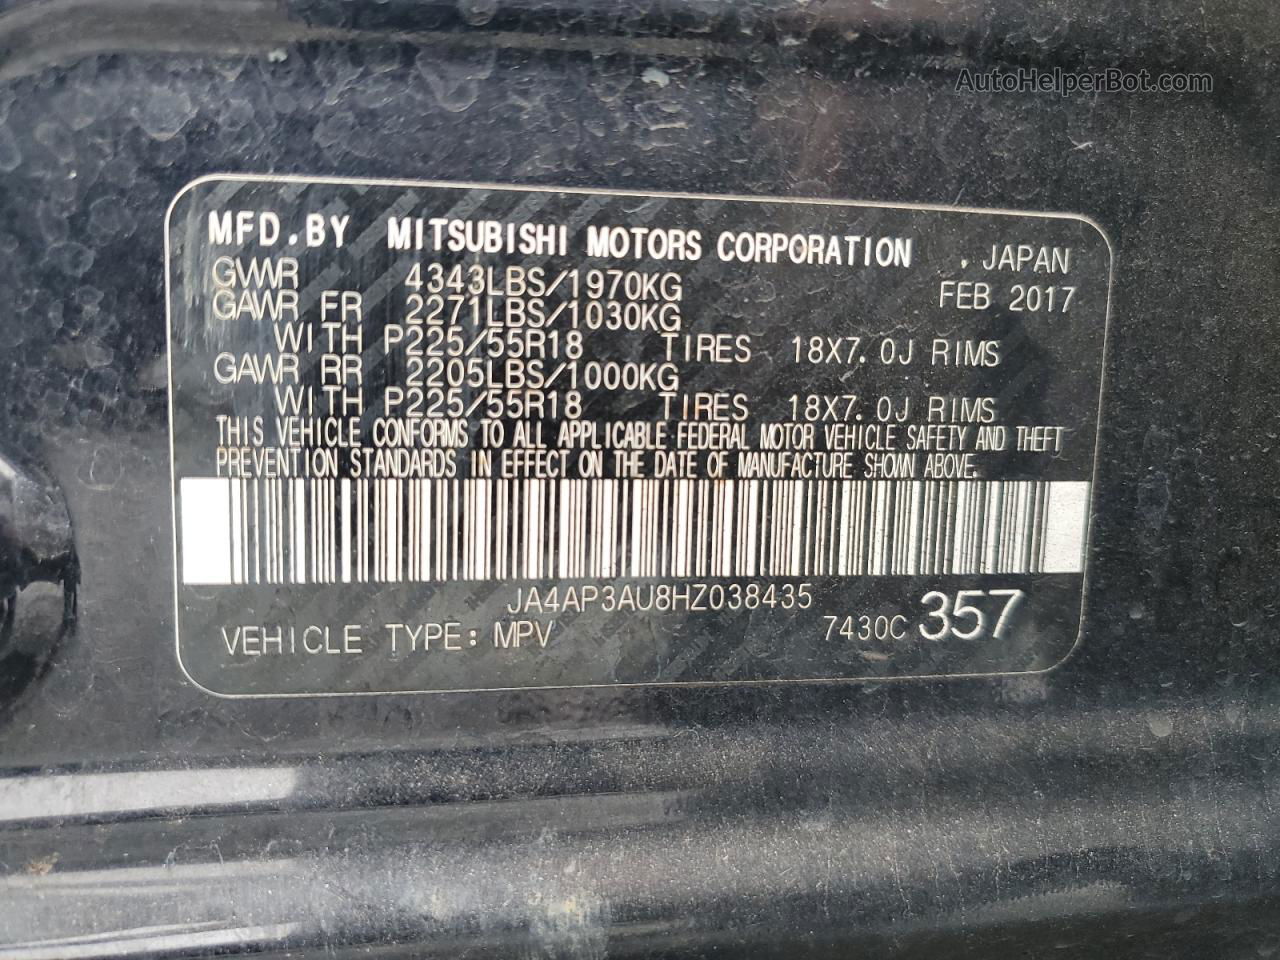 AutoHelperBot.com
MFD.BY MITSUBISHI MOTORS CORPORATION , JAPAN
GVWR 4343LBS/1970KG FEB 2017
GAWR FR 2271LBS/1030KG
WITH P225/55R18 TIRES 18X7.0J RIMS
GAWR RR 2205LBS/1000KG
WITH P225/55R18 TIRES 18X7.0J RIMS
THIS VEHICLE CONFORMS TO ALL APPLICABLE FEDERAL MOTOR VEHICLE SAFETY AND THEFT
PREVENTION STANDARDS IN EFFECT ON THE DATE OF MANUFACTURE SHOWN ABOVE.
JA4AP3AU8HZ038435
VEHICLE TYPE: MPV 7430C 357